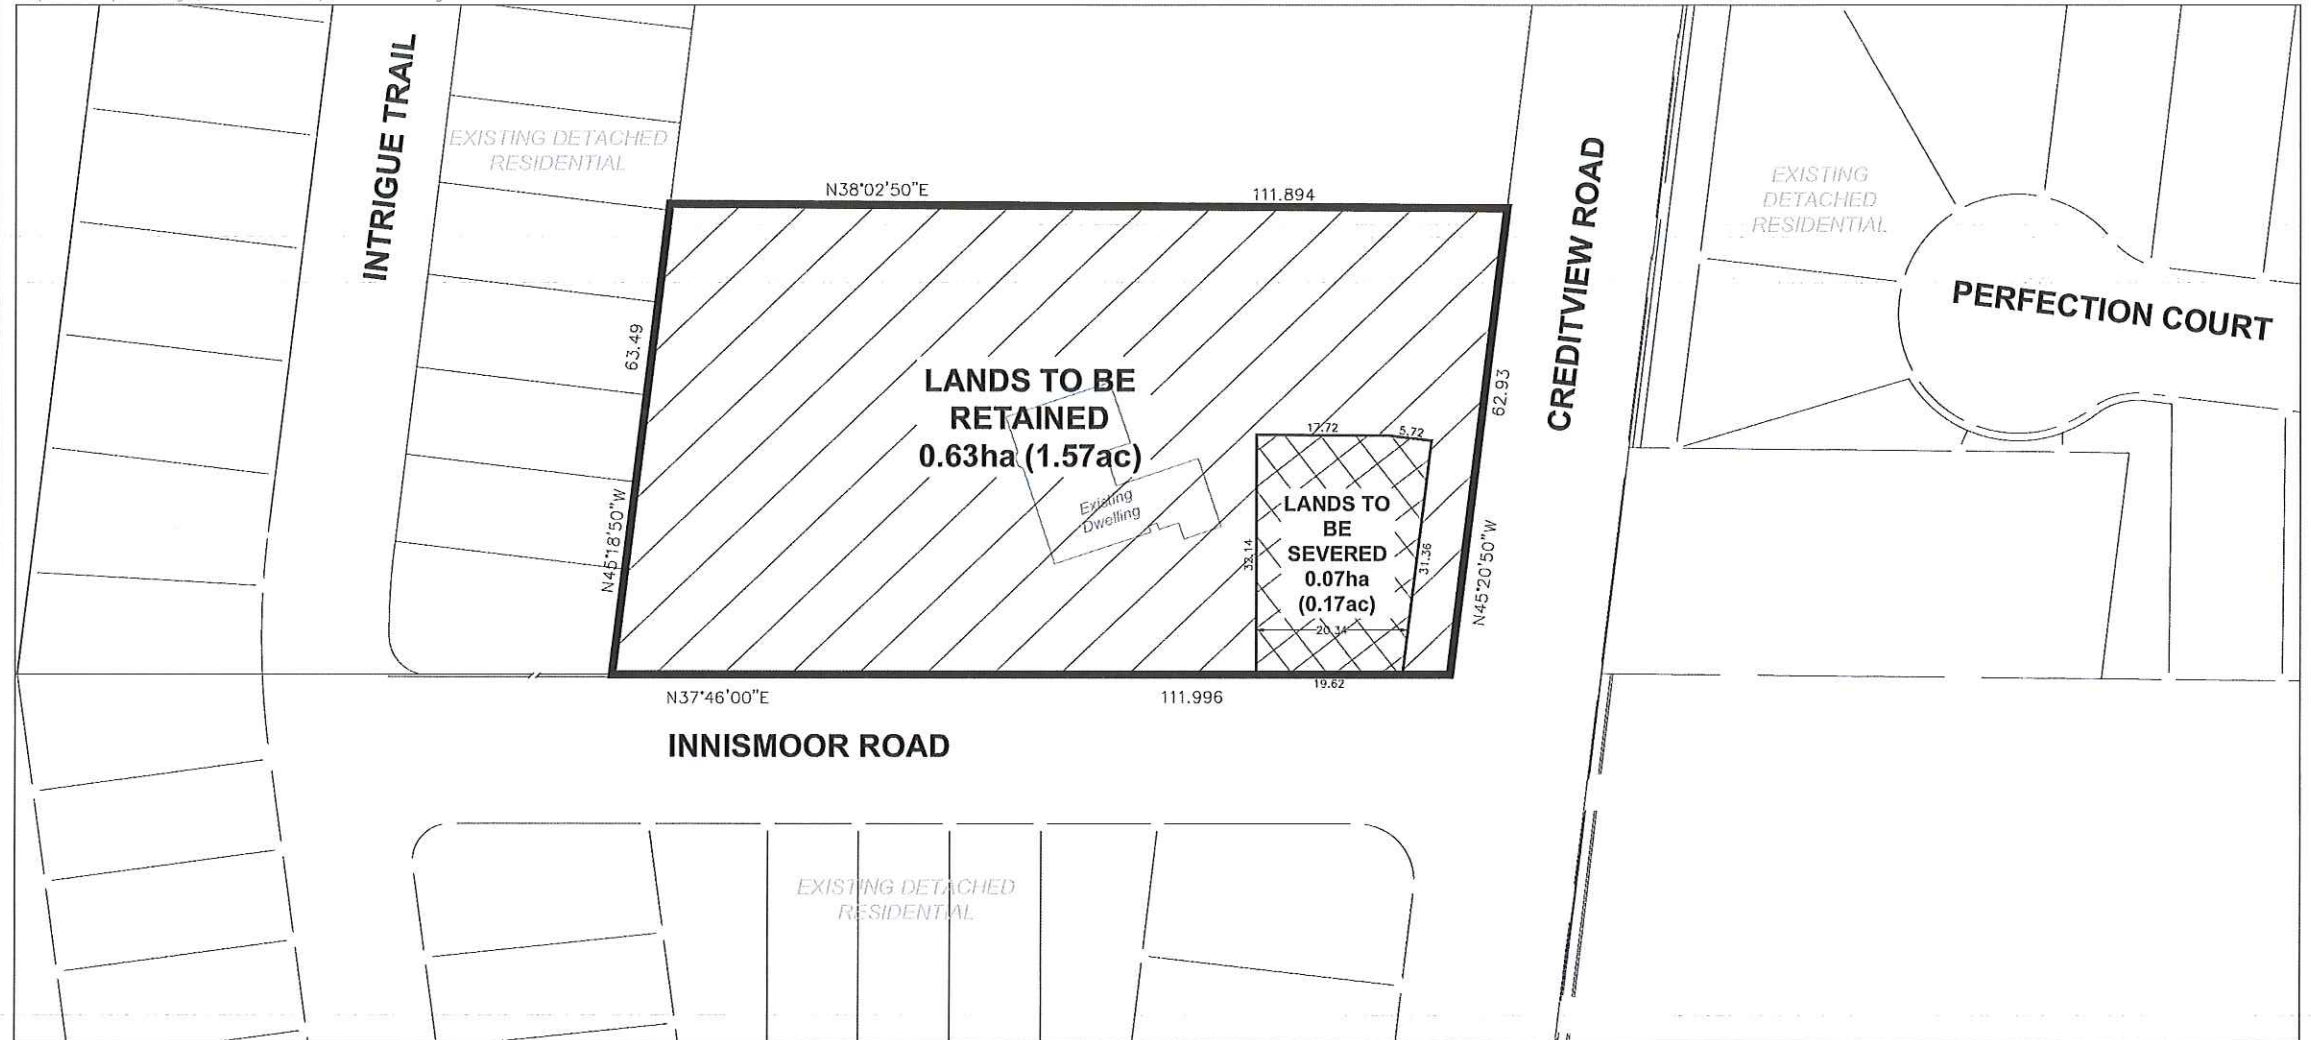 INTRIGUE TRAIL
EXISTING DETACHED
RESIDENTIAL
N38°02'50"E
111.894
CREDITVIEW ROAD
EXISTING
DETACHED
RESIDENTIAL
PERFECTION COURT
63.49
N45°18'50"W
LANDS TO BE
RETAINED
0.63ha (1.57ac)
Existing
Dwelling
62.93
N45°20'50"W
17.72
5.72
32.14
31.36
LANDS TO
BE
SEVERED
0.07ha
(0.17ac)
20.34
19.62
N37°46'00"E
111.996
INNISMOOR ROAD
EXISTING DETACHED
RESIDENTIAL